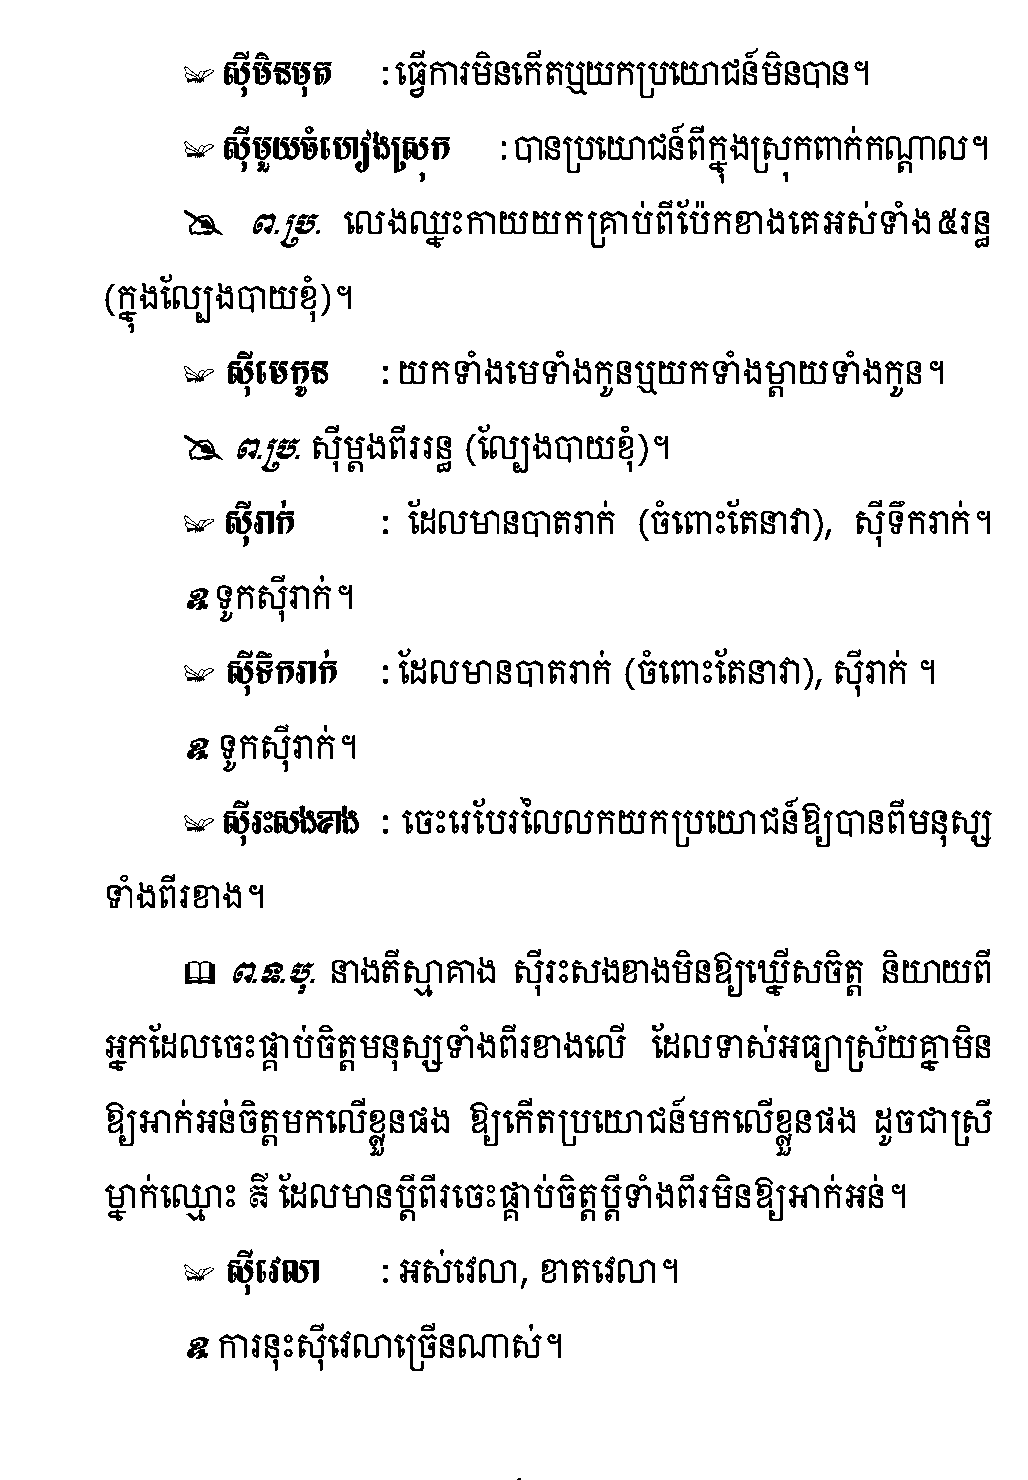 ស៊ីមិនមុត : ធ្វើការមិនកើតឬយកប្រយោជន៍មិនបាន។
ស៊ីមួយចំហៀងស្រុក : បានប្រយោជន៍ពីក្នុងស្រុកពាក់កណ្តាល។
ព.ប្រ. លេងឈ្នះកាយយកគ្រាប់ពីប៉ែកខាងគេអស់ទាំង៥រន្ធ
(ក្នុងល្បែងបាយខុំ)។
ស៊ីមេកូន : យកទាំងមេទាំងកូនឬយកទាំងម្តាយទាំងកូន។
ព.ប្រ. ស៊ីម្តងពីររន្ធ (ល្បែងបាយខុំ)។
ស៊ីរាក់ : ដែលមានបាតរាក់ (ចំពោះតែនាវា), ស៊ីទឹករាក់។
ឧ. ទូកស៊ីរាក់។
ស៊ីទឹករាក់ : ដែលមានបាតរាក់ (ចំពោះតែនាវា), ស៊ីរាក់ ។
ឧ. ទូកស៊ីរាក់។
ស៊ីរះសងខាង : ចេះរេបែរលៃលកយកប្រយោជន៍ឱ្យបានពីមនុស្ស
ទាំងពីរខាង។
ព.ទ.បុ. នាងតីស្មាគាង ស៊ីរះសងខាងមិនឱ្យឃ្នើសចិត្ត និយាយពី
អ្នកដែលចេះផ្គាប់ចិត្តមនុស្សទាំងពីរខាងលើ ដែលទាស់អធ្យាស្រ័យគ្នាមិន
ឱ្យអាក់អន់ចិត្តមកលើខ្លួនផង ឱ្យកើតប្រយោជន៍មកលើខ្លួនផង ដូចជាស្រី
ម្នាក់ឈ្មោះ តី ដែលមានប្តីពីរចេះផ្គាប់ចិត្តប្តីទាំងពីរមិនឱ្យអាក់អន់។
ស៊ីវេលា : អស់វេលា, ខាតវេលា។
ឧ. ការនុះស៊ីវេលាច្រើនណាស់។